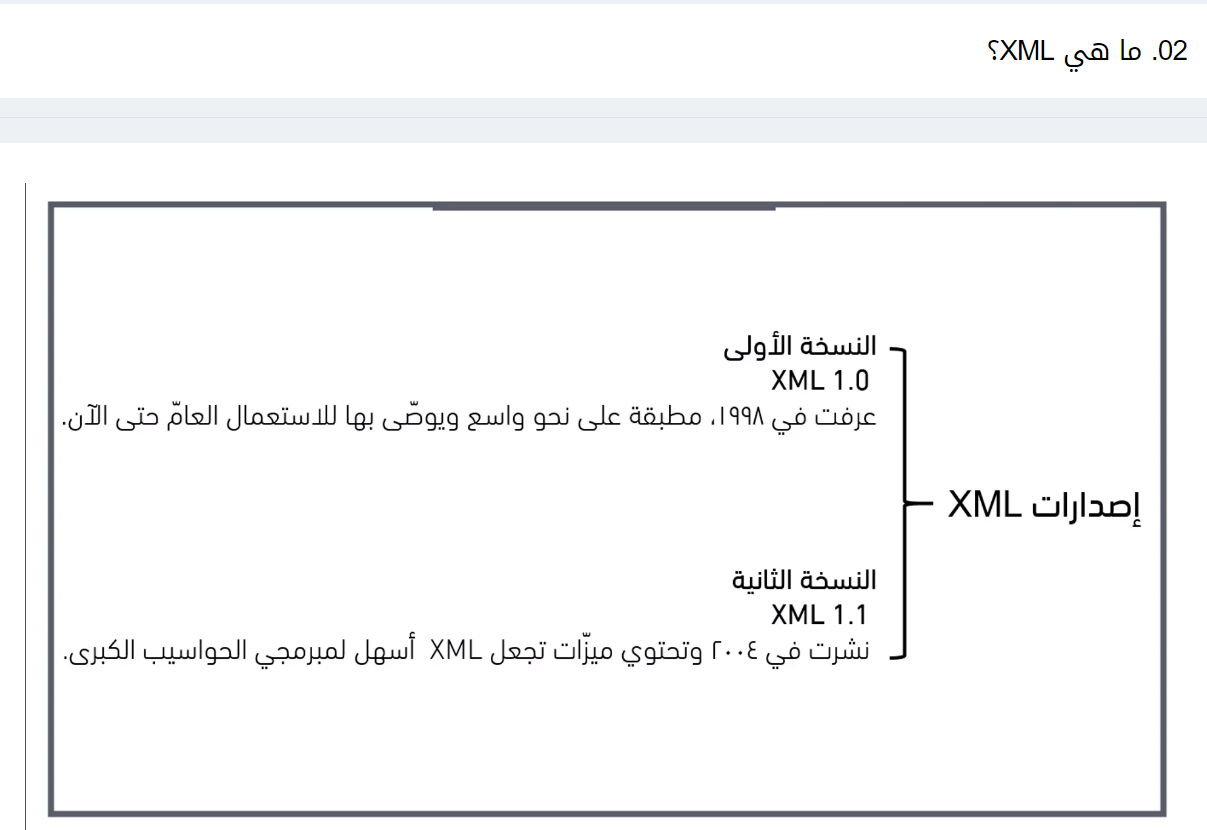 02. ما هي XML؟
إصدارات XML
النسخة الأولى
XML 1.0
عرفت في ١٩٩٨، مطبقة على نحو واسع ويوصّى بها للاستعمال العامّ حتى الآن.
النسخة الثانية
XML 1.1
نشرت في ٢٠٠٤ وتحتوي ميزّات تجعل XML أسهل لمبرمجي الحواسيب الكبرى.